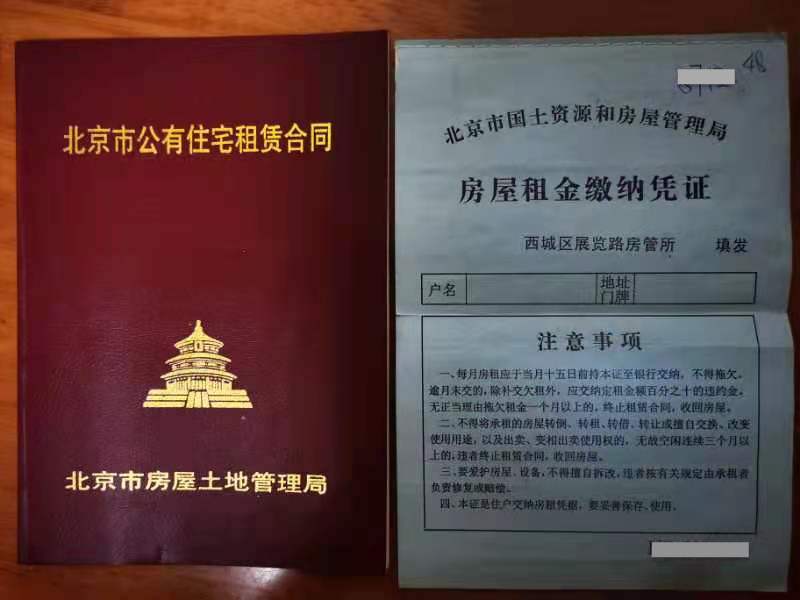 北京市公有住宅租赁合同
北京市房屋土地管理局
48
北京市国土资源和房屋管理局
房屋租金缴纳凭证
西城区展览路房管所 填发
户名
地址
门牌
注意事项
一、每月房租应于当月十五日前持本证至银行交纳，不得拖欠。
逾月未交的，除补交欠租外，应交纳定租金额百分之十的违约金。
无正当理由拖欠租金一个月以上的，终止租赁合同，收回房屋。
二、不得将承租的房屋转倒、转租、转借、转让或擅自交换、改变
使用用途，以及出卖、变相出卖使用权的，无故空闲连续三个月以
上的，违者终止租赁合同，收回房屋。
三、要爱护房屋、设备，不得擅自拆改，违者按有关规定由承租者
负责修复或赔偿。
四、本证是住户交纳房租凭据，要妥善保存、使用。